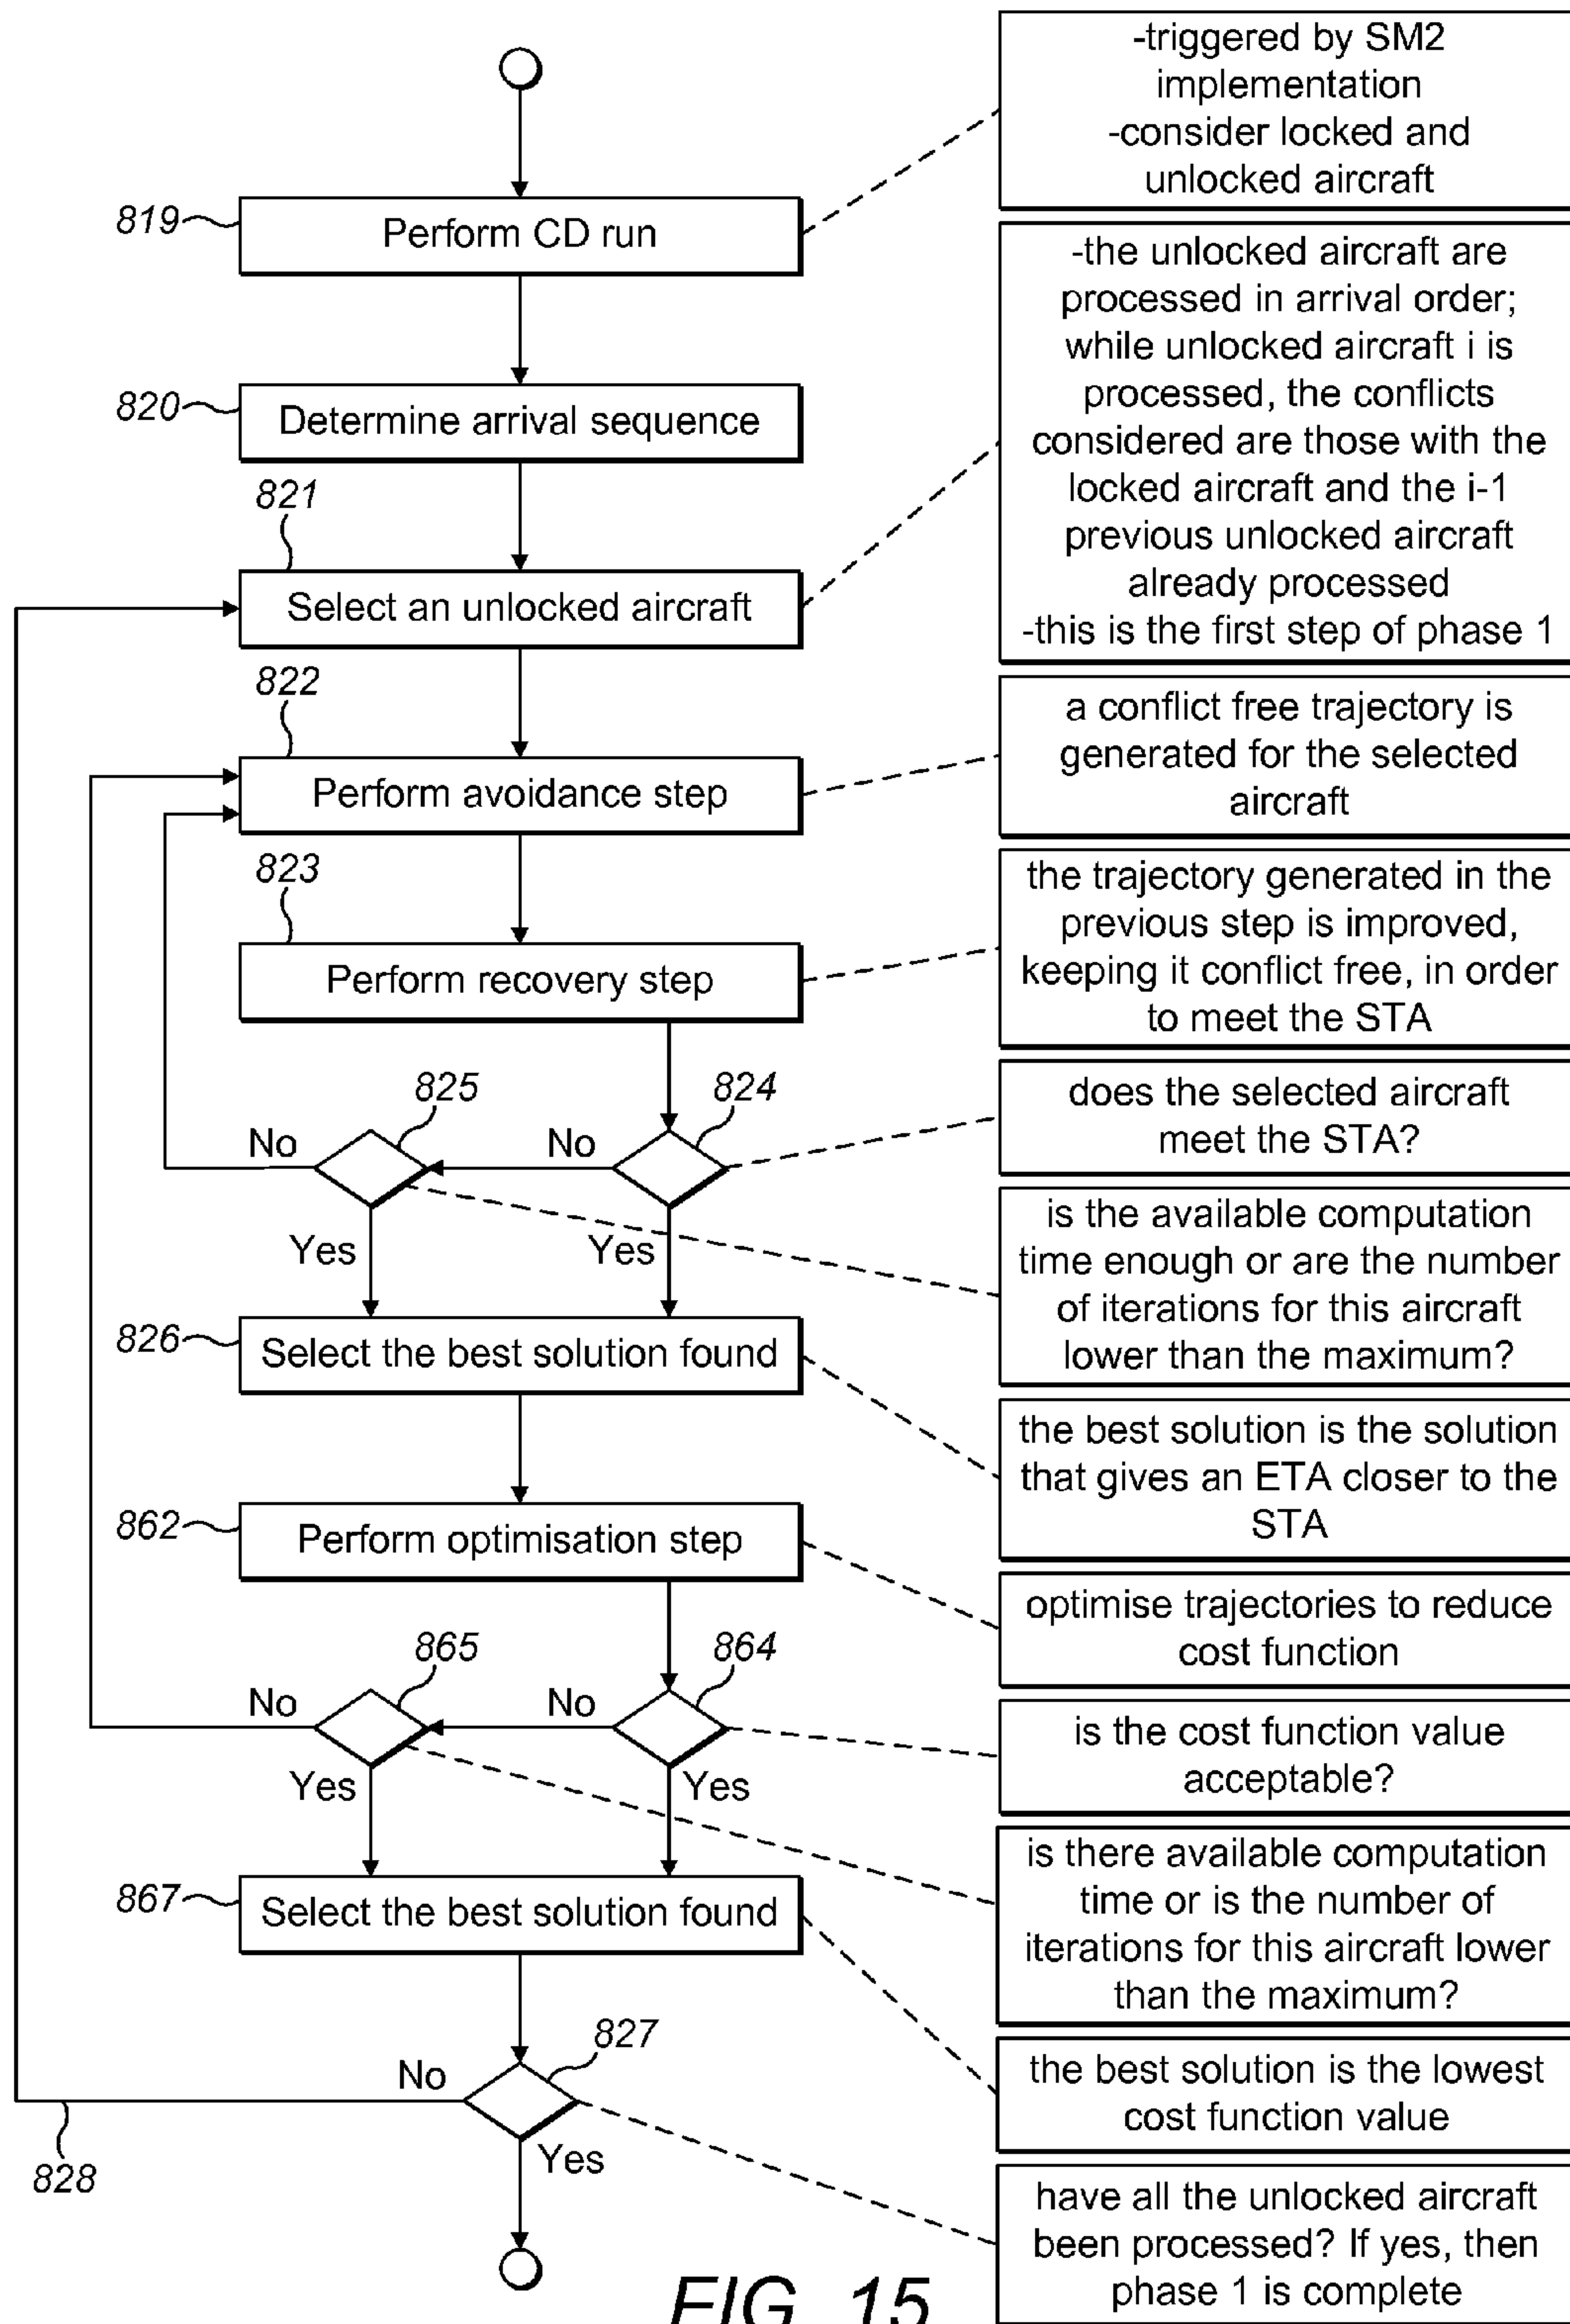 -triggered by SM2
implementation
-consider locked and
unlocked aircraft
819
Perform CD run
-the unlocked aircraft are
processed in arrival order;
while unlocked aircraft i is
processed, the conflicts
considered are those with the
locked aircraft and the i-1
previous unlocked aircraft
already processed
-this is the first step of phase 1
820
Determine arrival sequence
821
Select an unlocked aircraft
822
Perform avoidance step
a conflict free trajectory is
generated for the selected
aircraft
823
Perform recovery step
the trajectory generated in the
previous step is improved,
keeping it conflict free, in order
to meet the STA
825
824
No
No
Yes
Yes
does the selected aircraft
meet the STA?
is the available computation
time enough or are the number
of iterations for this aircraft
lower than the maximum?
826
Select the best solution found
the best solution is the solution
that gives an ETA closer to the
STA
862
Perform optimisation step
optimise trajectories to reduce
cost function
865
864
No
No
Yes
Yes
is the cost function value
acceptable?
is there available computation
time or is the number of
iterations for this aircraft lower
than the maximum?
867
Select the best solution found
the best solution is the lowest
cost function value
827
No
Yes
828
have all the unlocked aircraft
been processed? If yes, then
phase 1 is complete
FIG. 15